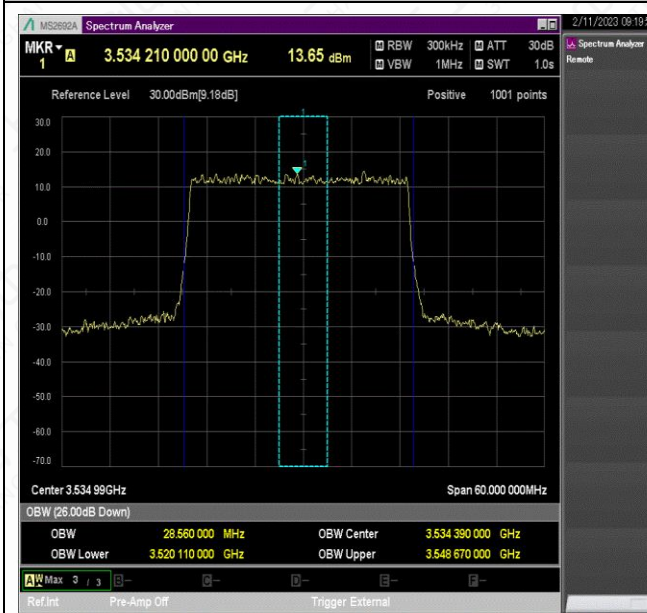 MS2692A Spectrum Analyzer 2/11/2023 09:19:5
MKR 1 A 3.534 210 000 00 GHz 13.65 dBm M RBW 300kHz M ATT 30dB
M VBW 1MHz M SWT 1.0s
Spectrum Analyzer
Remote
Reference Level 30.00dBm[9.18dB] Positive 1001 points
1
30.0
20.0
1
10.0
0.0
-10.0
-20.0
-30.0
-40.0
-50.0
-60.0
-70.0
Center 3.534 99GHz Span 60.000 000MHz
OBW (26.00dB Down)
OBW 28.560 000 MHz OBW Center 3.534 390 000 GHz
OBW Lower 3.520 110 000 GHz OBW Upper 3.548 670 000 GHz
A W Max 3 / 3 B- C- D- E- F-
Ref.Int Pre-Amp Off Trigger External